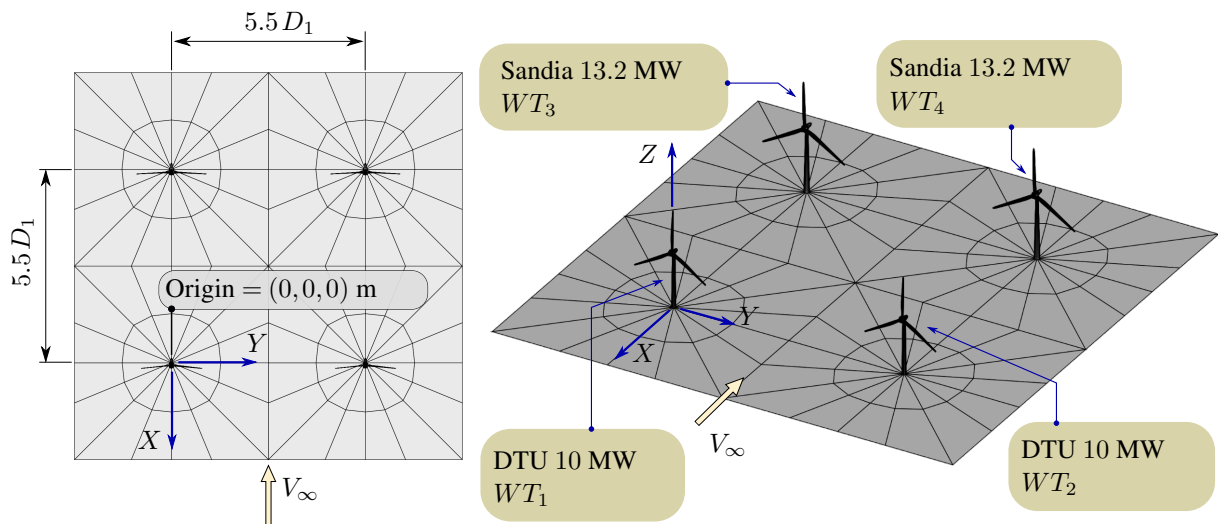 5.5 D₁
5.5 D₁
Origin = (0,0,0) m
Y
X
V∞
Sandia 13.2 MW
WT₃
Sandia 13.2 MW
WT₄
Z
Y
X
V∞
DTU 10 MW
WT₁
DTU 10 MW
WT₂